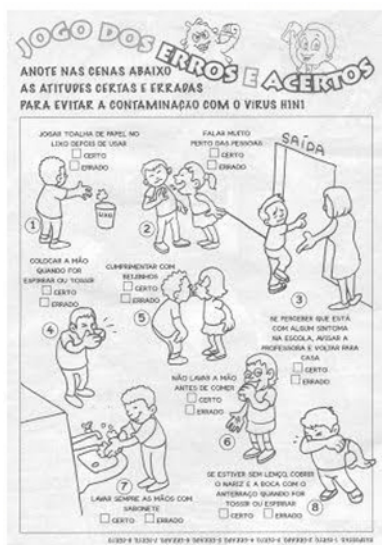 JOGO DOS
ERROS E ACERTOS
ANOTE NAS CENAS ABAIXO
AS ATITUDES CERTAS E ERRADAS
PARA EVITAR A CONTAMINAÇÃO COM O VIRUS H1N1
JOGAR TOALHA DE PAPEL NO
LIXO DEPOIS DE USAR
CERTO
ERRADO
LIXO
1
FALAR MUITO
PERTO DAS PESSOAS
CERTO
ERRADO
2
SAÍDA
3
SE PERCEBER QUE ESTÁ
COM ALGUM SINTOMA
NA ESCOLA, AVISAR A
PROFESSORA E VOLTAR PARA
CASA
CERTO
ERRADO
COLOCAR A MÃO
QUANDO FOR
ESPIRRAR OU TOSSIR
CERTO
ERRADO
4
CUMPRIMENTAR COM
BEIJINHO
CERTO
ERRADO
5
NÃO LAVAR A MÃO
ANTES DE COMER
CERTO
ERRADO
6
7
LAVAR SEMPRE AS MÃOS COM
SABONETE
CERTO ERRADO
SE ESTIVER SEM LENÇO, COBRIR
O NARIZ E A BOCA COM O
ANTEBRAÇO QUANDO FOR
TOSSIR OU ESPIRRAR
CERTO ERRADO
8